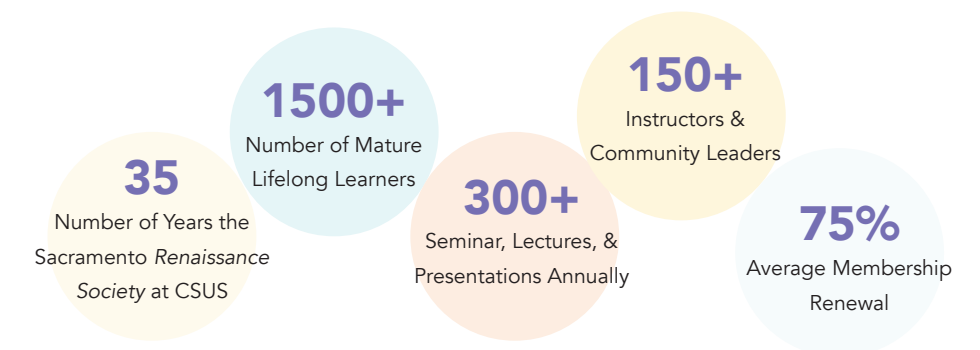 35
Number of Years the
Sacramento Renaissance
Society at CSUS
1500+
Number of Mature
Lifelong Learners
300+
Seminar, Lectures, &
Presentations Annually
150+
Instructors &
Community Leaders
75%
Average Membership
Renewal